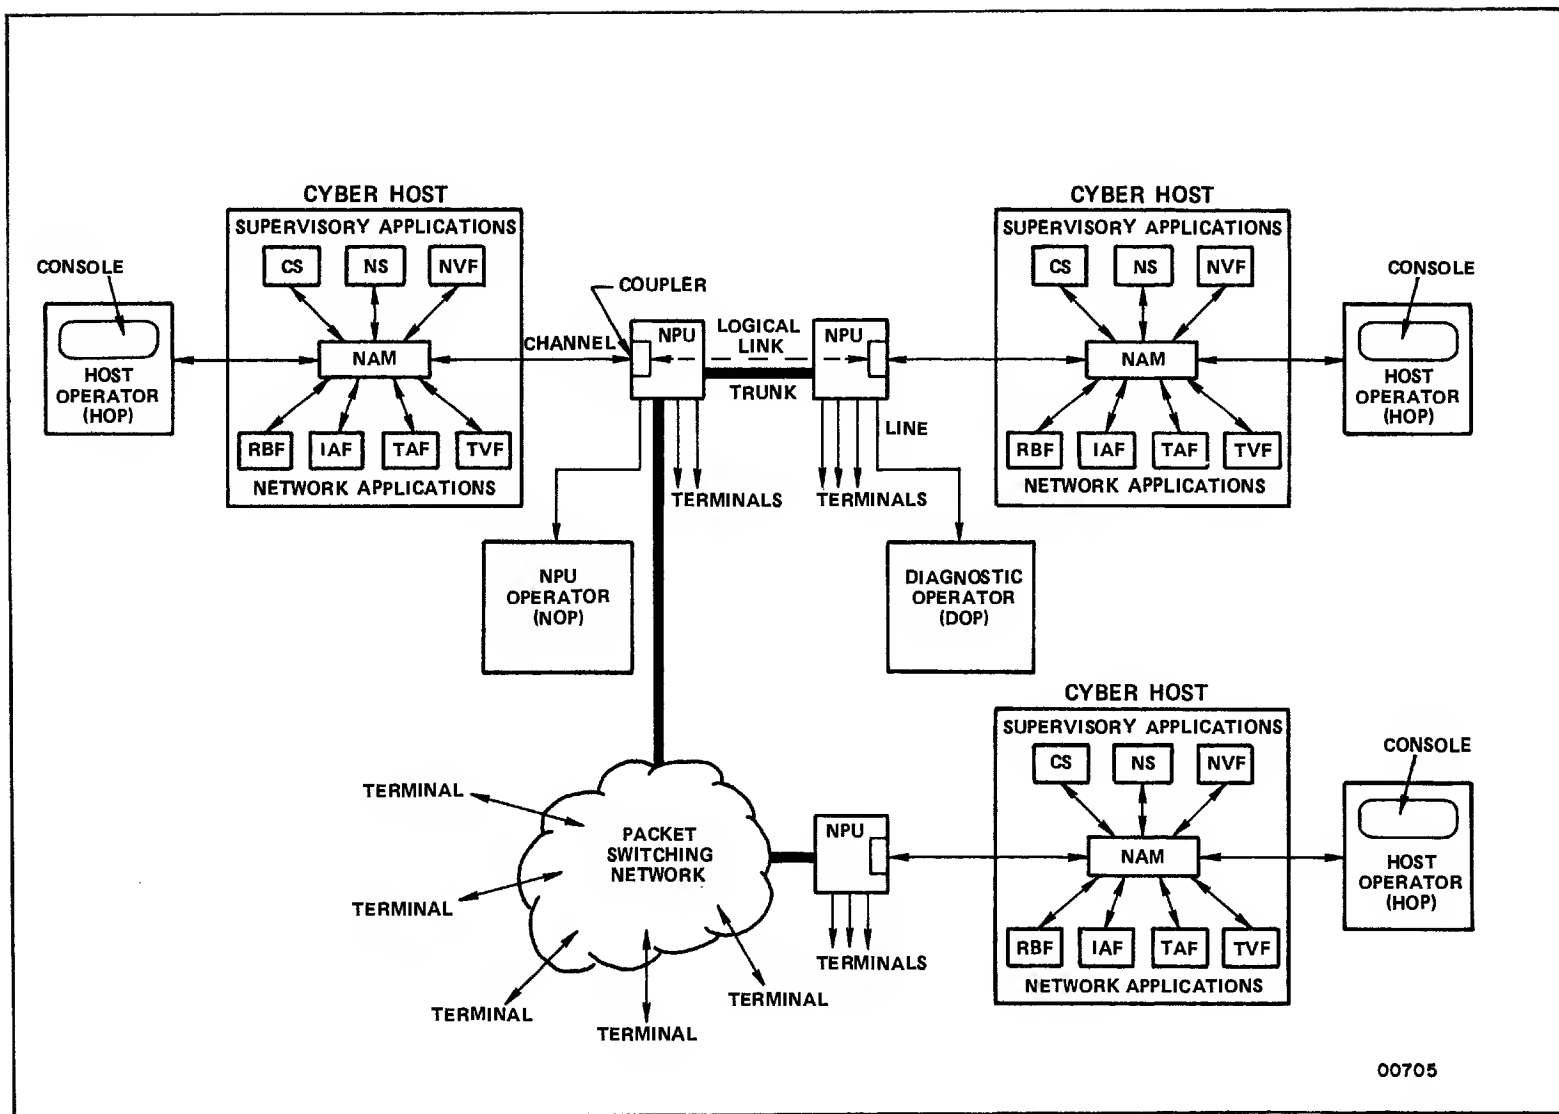 CYBER HOST
SUPERVISORY APPLICATIONS
CS
NS
NVF
NAM
RBF
IAF
TAF
TVF
NETWORK APPLICATIONS
CONSOLE
HOST
OPERATOR
(HOP)
CHANNEL
COUPLER
NPU
LOGICAL
LINK
TRUNK
NPU
LINE
TERMINALS
TERMINALS
NPU
OPERATOR
(NOP)
DIAGNOSTIC
OPERATOR
(DOP)
CYBER HOST
SUPERVISORY APPLICATIONS
CS
NS
NVF
NAM
RBF
IAF
TAF
TVF
NETWORK APPLICATIONS
CONSOLE
HOST
OPERATOR
(HOP)
TERMINAL
TERMINAL
TERMINAL
TERMINAL
TERMINAL
PACKET
SWITCHING
NETWORK
NPU
TERMINALS
CYBER HOST
SUPERVISORY APPLICATIONS
CS
NS
NVF
NAM
RBF
IAF
TAF
TVF
NETWORK APPLICATIONS
CONSOLE
HOST
OPERATOR
(HOP)
00705